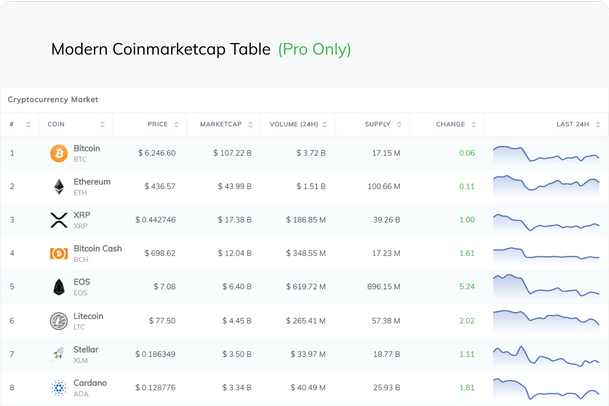 Modern Coinmarketcap Table (Pro Only)
Cryptocurrency Market
# COIN PRICE MARKETCAP VOLUME (24H) SUPPLY CHANGE LAST 24H
1 Bitcoin BTC $ 6,246.60 $ 107.22 B $ 3.72 B 17.15 M 0.06
2 Ethereum ETH $ 436.57 $ 43.99 B $ 1.51 B 100.66 M 0.11
3 XRP XRP $ 0.442746 $ 17.38 B $ 186.85 M 39.26 B 1.00
4 Bitcoin Cash BCH $ 698.62 $ 12.04 B $ 348.55 M 17.23 M 1.61
5 EOS EOS $ 7.08 $ 6.40 B $ 619.72 M 896.15 M 5.24
6 Litecoin LTC $ 77.50 $ 4.45 B $ 265.41 M 57.38 M 2.02
7 Stellar XLM $ 0.186349 $ 3.50 B $ 33.97 M 18.77 B 1.11
8 Cardano ADA $ 0.128776 $ 3.34 B $ 40.49 M 25.93 B 1.81